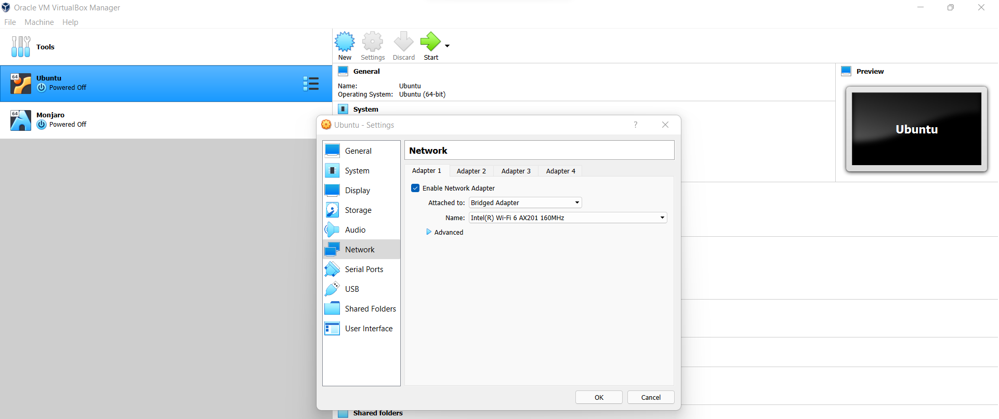 Oracle VM VirtualBox Manager
File Machine Help
Tools
New Settings Discard Start
64
Ubuntu
Powered Off
64
Monjaro
Powered Off
General
Name: Ubuntu
Operating System: Ubuntu (64-bit)
System
Preview
Ubuntu
Ubuntu - Settings
?
General
System
Display
Storage
Audio
Network
Serial Ports
USB
Shared Folders
User Interface
Network
Adapter 1 Adapter 2 Adapter 3 Adapter 4
Enable Network Adapter
Attached to: Bridged Adapter
Name: Intel(R) Wi-Fi 6 AX201 160MHz
Advanced
OK Cancel
Shared folders